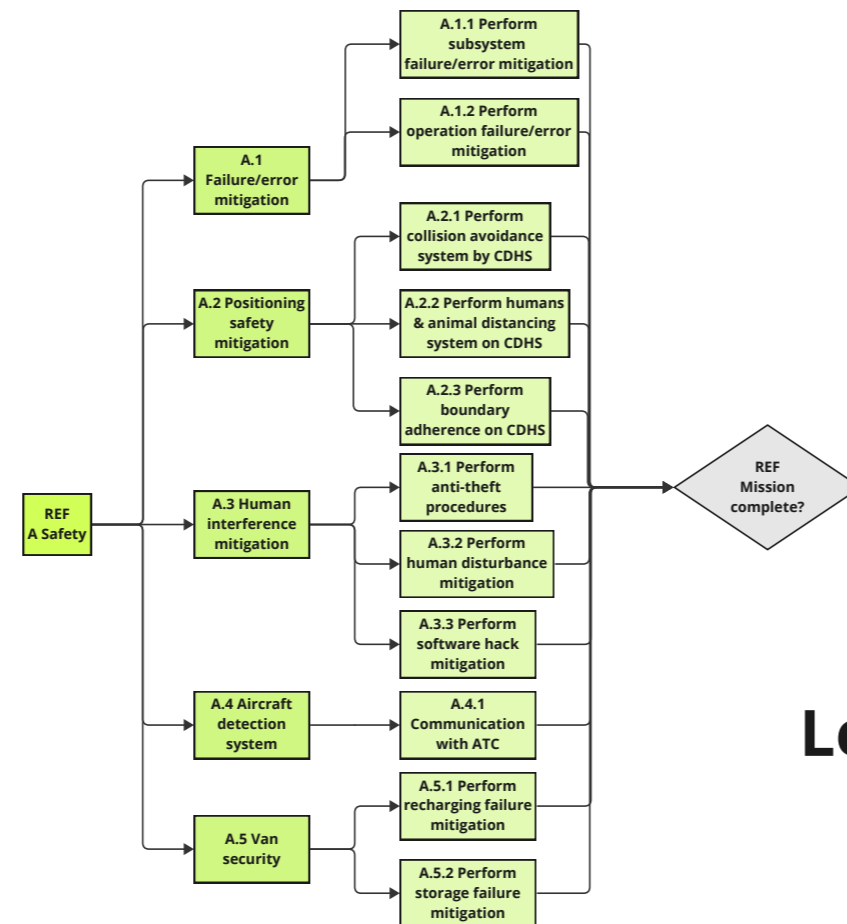 REF
A Safety
A.1
Failure/error
mitigation
A.1.1 Perform
subsystem
failure/error mitigation
A.1.2 Perform
operation failure/error
mitigation
A.2 Positioning
safety
mitigation
A.2.1 Perform
collision avoidance
system by CDHS
A.2.2 Perform humans
& animal distancing
system on CDHS
A.2.3 Perform
boundary
adherence on CDHS
A.3 Human
interference
mitigation
A.3.1 Perform
anti-theft
procedures
A.3.2 Perform
human disturbance
mitigation
A.3.3 Perform
software hack
mitigation
A.4 Aircraft
detection
system
A.4.1
Communication
with ATC
A.5 Van
security
A.5.1 Perform
recharging failure
mitigation
A.5.2 Perform
storage failure
mitigation
REF
Mission
complete?